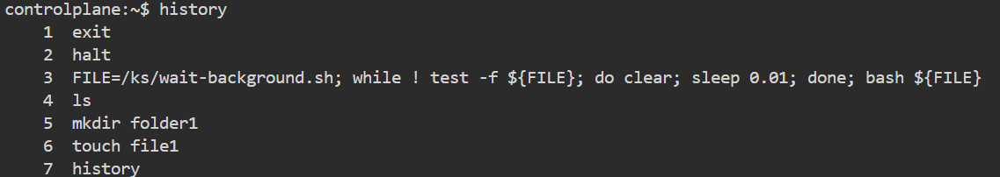 controlplane:~$ history
1 exit
2 halt
3 FILE=/ks/wait-background.sh; while ! test -f ${FILE}; do clear; sleep 0.01; done; bash ${FILE}
4 ls
5 mkdir folder1
6 touch file1
7 history